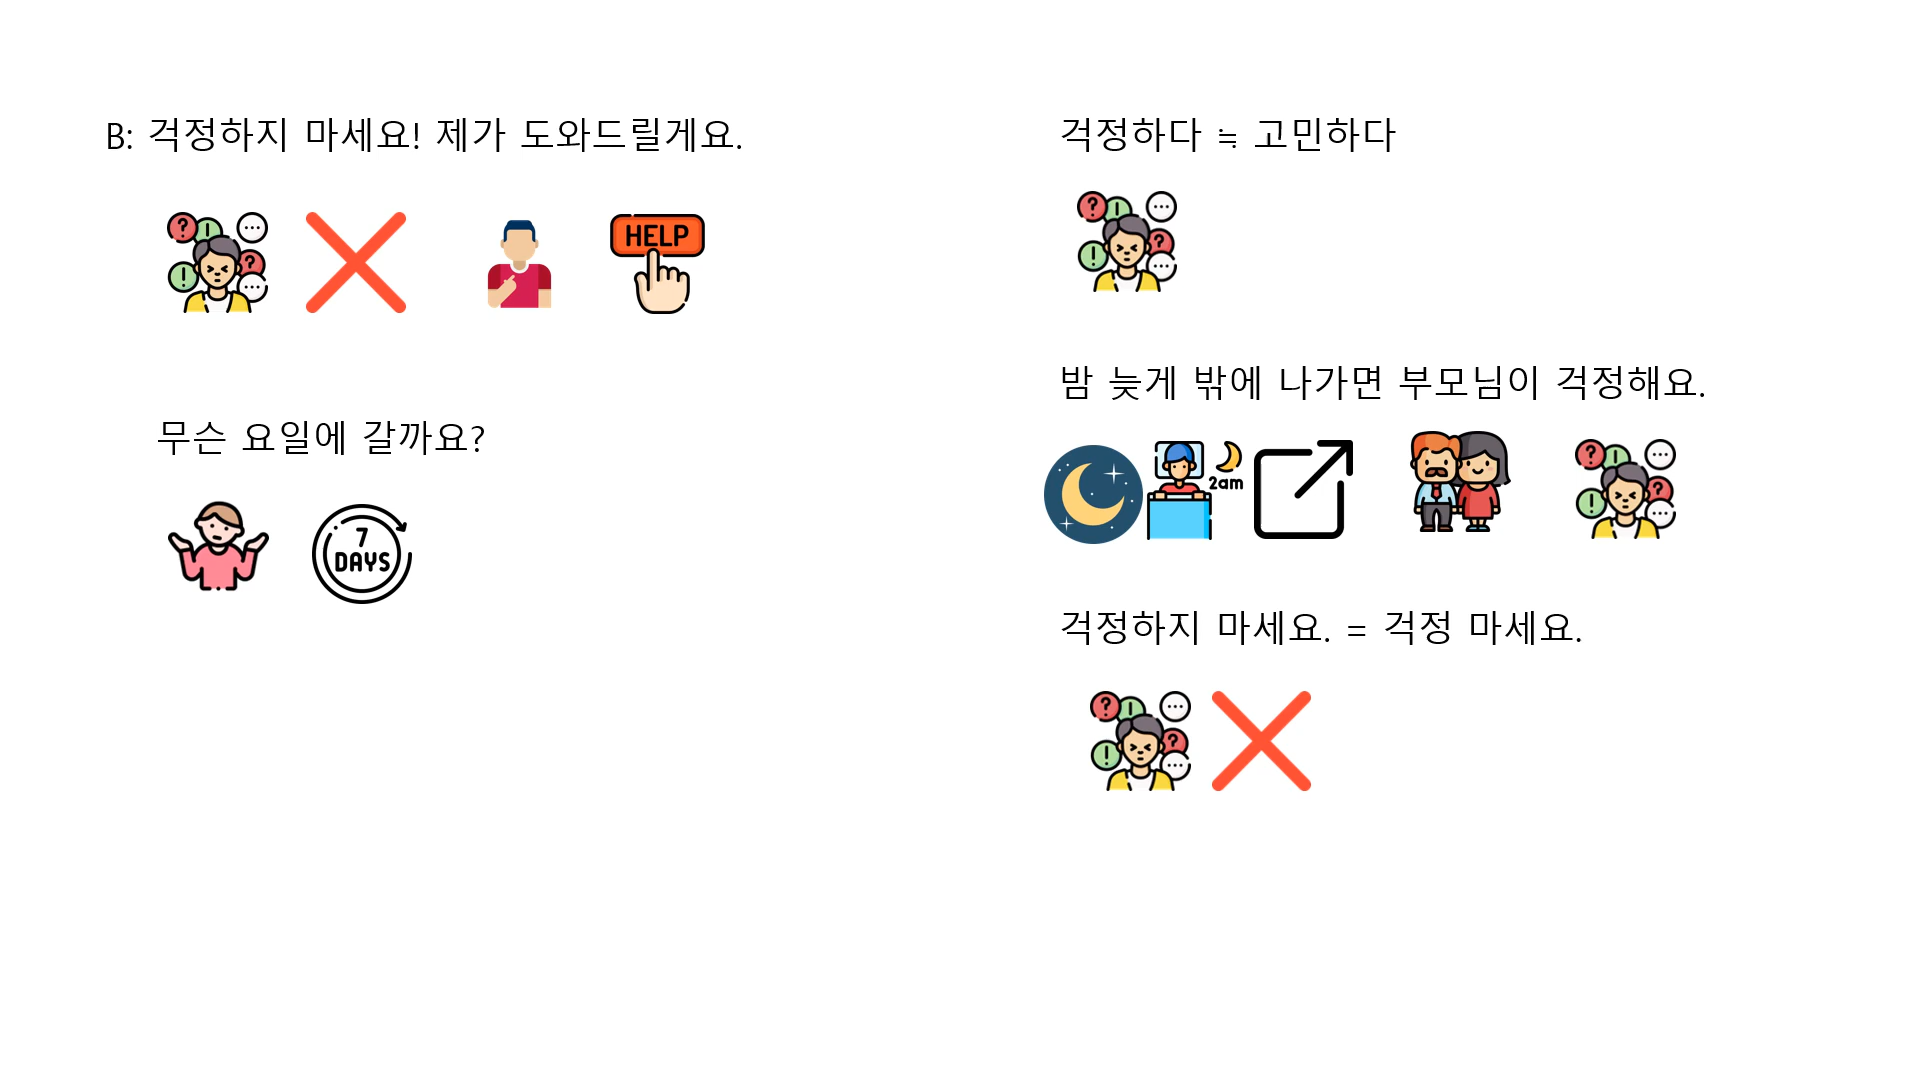 B: 걱정하지 마세요! 제가 도와드릴게요.
? ! ... ! ? ...
HELP
무슨 요일에 갈까요?
7
DAYS
걱정하다 ≒ 고민하다
? ! ... ! ? ...
밤 늦게 밖에 나가면 부모님이 걱정해요.
2am
? ! ... ! ? ...
걱정하지 마세요. = 걱정 마세요.
? ! ... ! ? ...